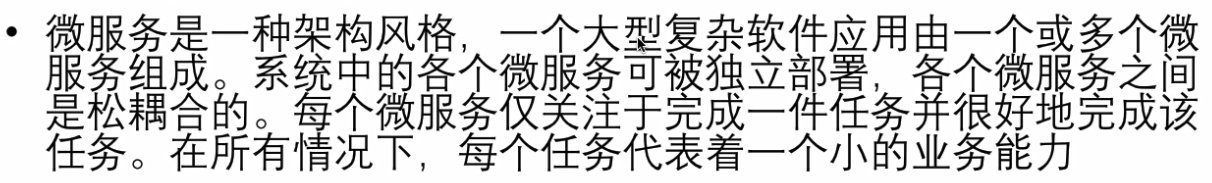 • 微服务是一种架构风格，一个大型复杂软件应用由一个或多个微
服务组成。系统中的各个微服务可被独立部署，各个微服务之间
是松耦合的。每个微服务仅关注于完成一件任务并很好地完成该
任务。在所有情况下，每个任务代表着一个小的业务能力